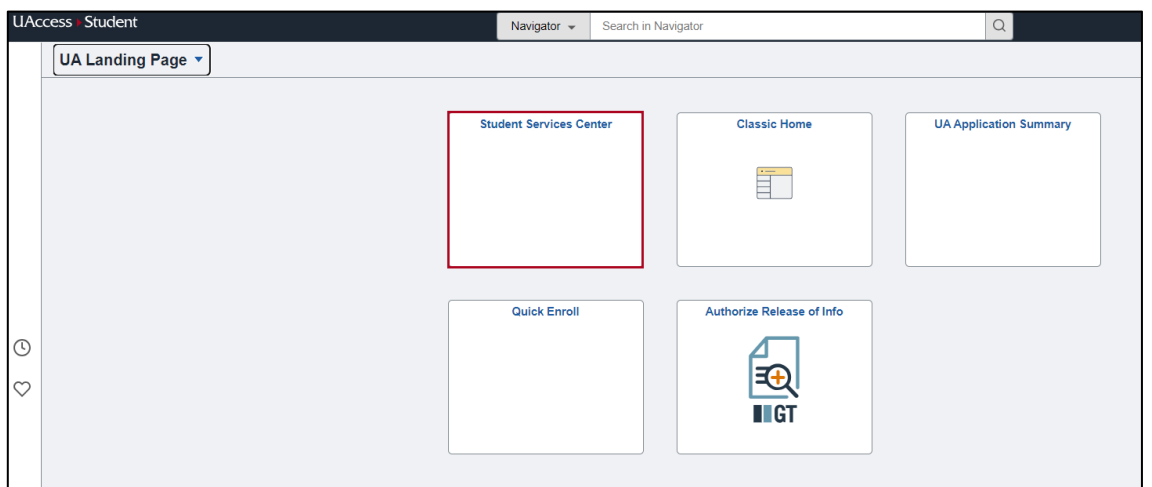 UAccess Student
Navigator
Search in Navigator
UA Landing Page
Student Services Center
Classic Home
UA Application Summary
Quick Enroll
Authorize Release of Info
GT